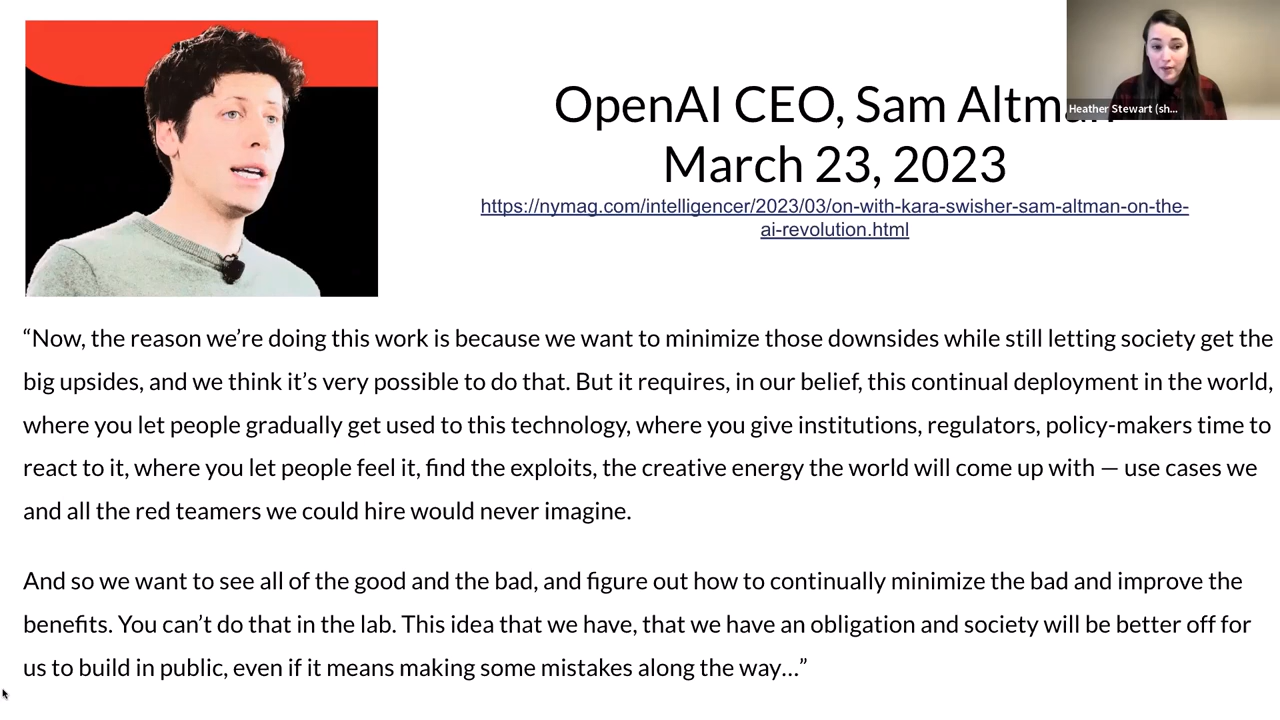 OpenAI CEO, Sam Altman
Heather Stewart (sh...
March 23, 2023
https://nymag.com/intelligencer/2023/03/on-with-kara-swisher-sam-altman-on-the-
ai-revolution.html
“Now, the reason we’re doing this work is because we want to minimize those downsides while still letting society get the
big upsides, and we think it’s very possible to do that. But it requires, in our belief, this continual deployment in the world,
where you let people gradually get used to this technology, where you give institutions, regulators, policy-makers time to
react to it, where you let people feel it, find the exploits, the creative energy the world will come up with — use cases we
and all the red teamers we could hire would never imagine.
And so we want to see all of the good and the bad, and figure out how to continually minimize the bad and improve the
benefits. You can’t do that in the lab. This idea that we have, that we have an obligation and society will be better off for
us to build in public, even if it means making some mistakes along the way…”